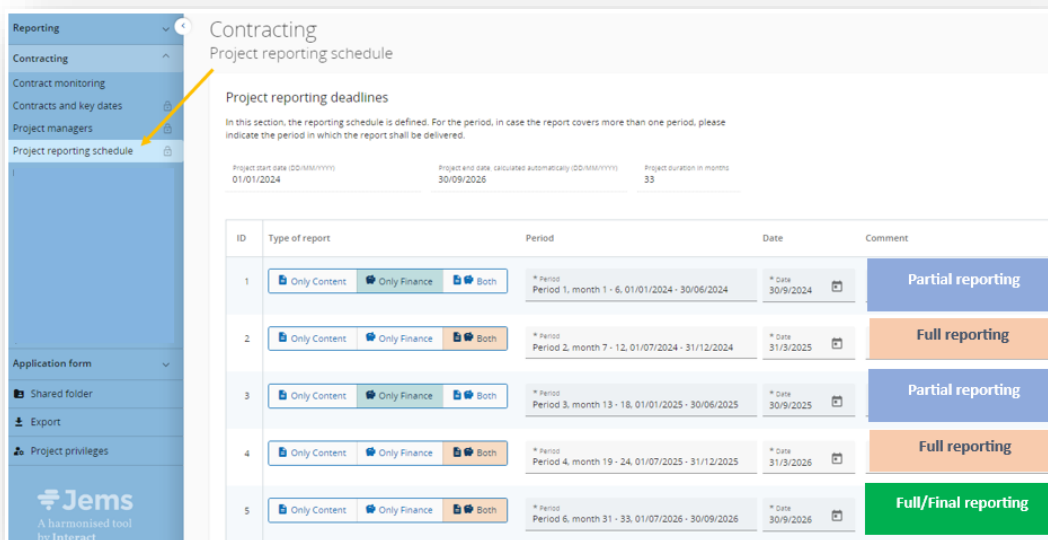 Reporting
Contracting
Contract monitoring
Contracts and key dates
Project managers
Project reporting schedule
Application form
Shared folder
Export
Project privileges
Jems
A harmonised tool
by Interact
Contracting
Project reporting schedule
Project reporting deadlines
In this section, the reporting schedule is defined. For the period, in case the report covers more than one period, please
indicate the period in which the report shall be delivered.
Project start date (DD/MM/YYYY) Project end date, calculated automatically (DD/MM/YYYY) Project duration in months
01/01/2024 30/09/2026 33
ID Type of report Period Date Comment
* Period * Date
1 Only Content Only Finance Both Period 1, month 1 - 6, 01/01/2024 - 30/06/2024 30/9/2024 Partial reporting
* Period * Date
2 Only Content Only Finance Both Period 2, month 7 - 12, 01/07/2024 - 31/12/2024 31/3/2025 Full reporting
* Period * Date
3 Only Content Only Finance Both Period 3, month 13 - 18, 01/01/2025 - 30/06/2025 30/9/2025 Partial reporting
* Period * Date
4 Only Content Only Finance Both Period 4, month 19 - 24, 01/07/2025 - 31/12/2025 31/3/2026 Full reporting
* Period * Date
5 Only Content Only Finance Both Period 6, month 31 - 33, 01/07/2026 - 30/09/2026 30/9/2026 Full/Final reporting